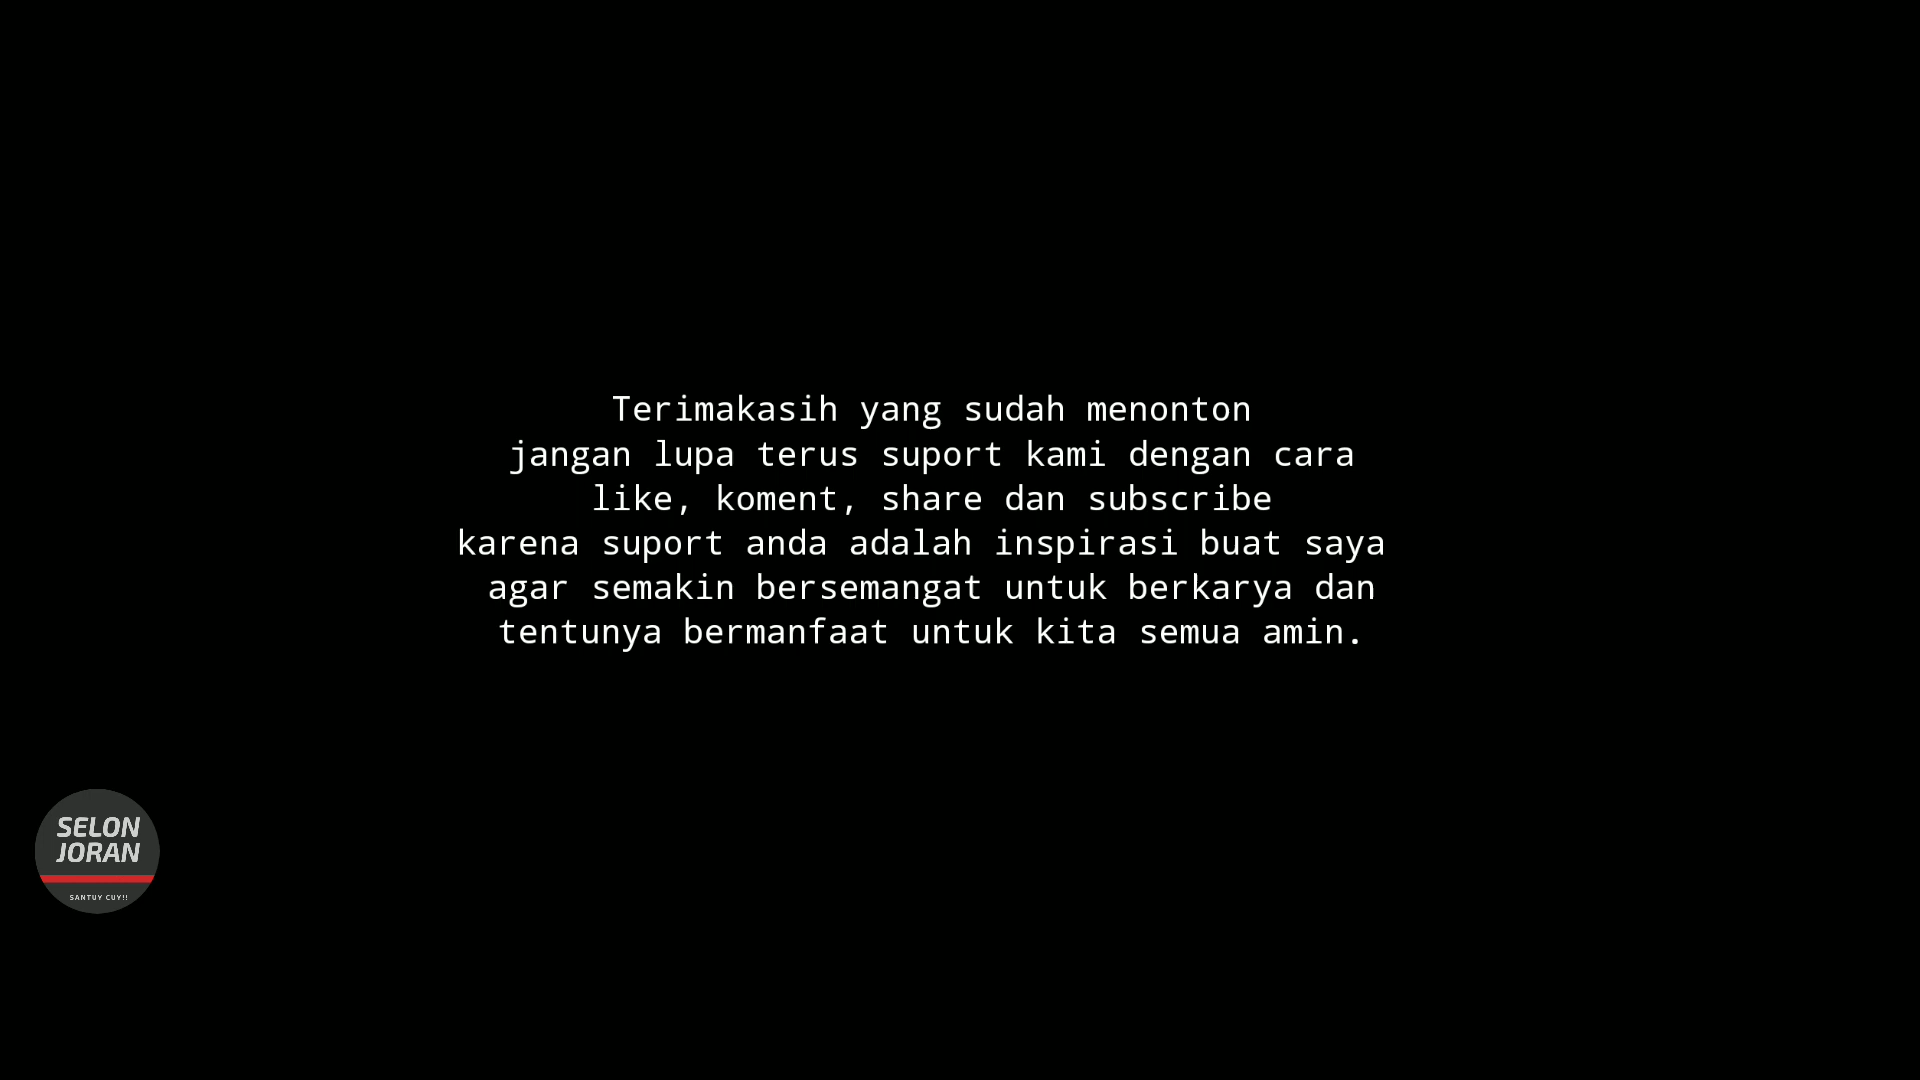 Terimakasih yang sudah menonton
jangan lupa terus suport kami dengan cara
like, koment, share dan subscribe
karena suport anda adalah inspirasi buat saya
agar semakin bersemangat untuk berkarya dan
tentunya bermanfaat untuk kita semua amin.
SELON
JORAN
SANTUY CUY!!